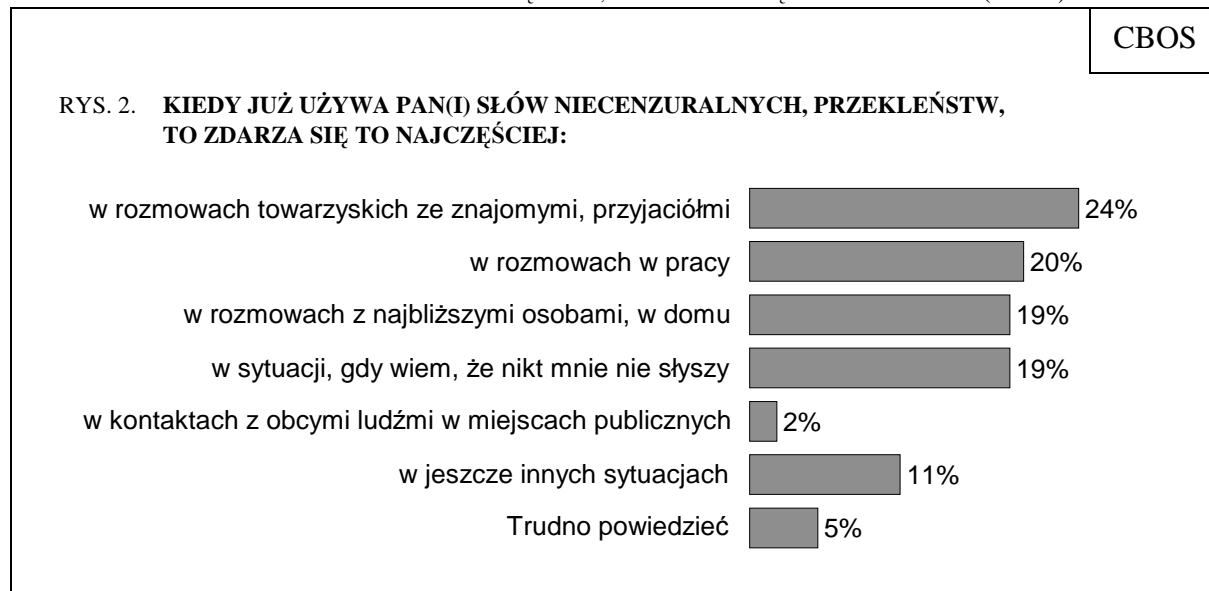 CBOS
RYS. 2. KIEDY JUŻ UŻYWA PAN(I) SŁÓW NIECENZURALNYCH, PRZEKLEŃSTW,
TO ZDARZA SIĘ TO NAJCZĘŚCIEJ:
w rozmowach towarzyskich ze znajomymi, przyjaciółmi 24%
w rozmowach w pracy 20%
w rozmowach z najbliższymi osobami, w domu 19%
w sytuacji, gdy wiem, że nikt mnie nie słyszy 19%
w kontaktach z obcymi ludźmi w miejscach publicznych 2%
w jeszcze innych sytuacjach 11%
Trudno powiedzieć 5%